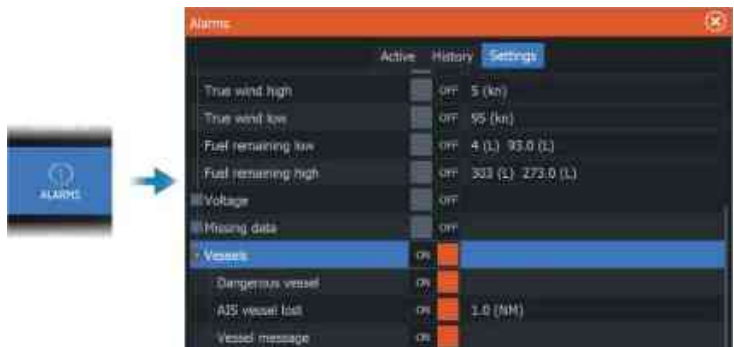 Alarms
Active History Settings
True wind high OFF 5 (kn)
True wind low OFF 95 (kn)
Fuel remaining low OFF 4 (L) 93.0 (L)
Fuel remaining high OFF 303 (L) 273.0 (L)
Voltage OFF
Missing data OFF
Vessels ON
Dangerous vessel ON
AIS vessel lost ON 1.0 (NM)
Vessel message ON
ALARMS